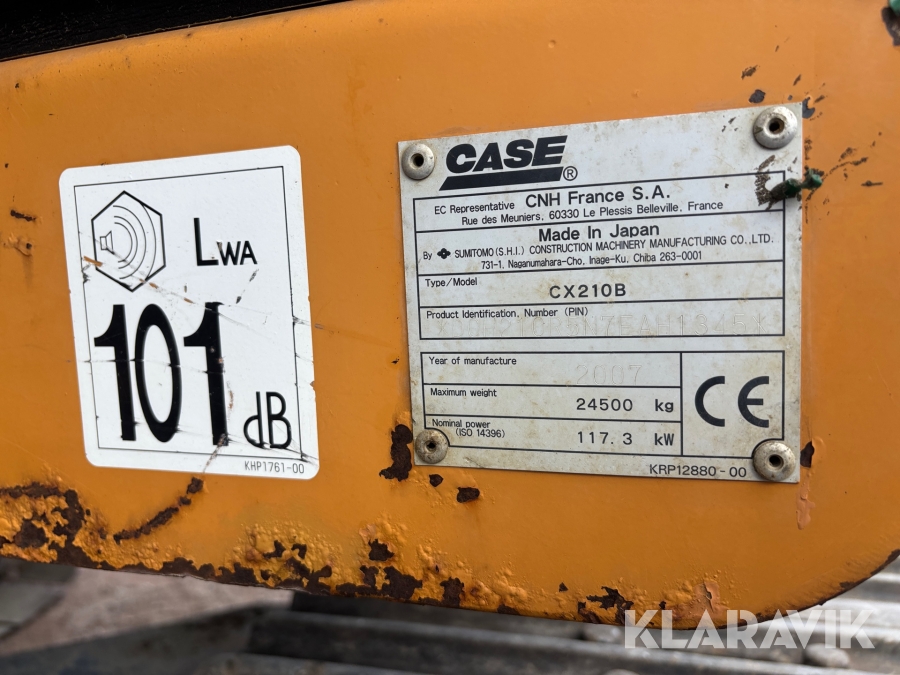 LWA
101
dB
KHP1761-00
CASE®
EC Representative CNH France S.A.
Rue des Meuniers. 60330 Le Plessis Belleville. France
Made In Japan
By SUMITOMO (S.H.I.) CONSTRUCTION MACHINERY MANUFACTURING CO., LTD.
731-1, Naganumahara-Cho, Inage-Ku, Chiba 263-0001
Type/Model
CX210B
Product Identification. Number (PIN)
Year of manufacture
2007
Maximum weight
24500 kg
Nominal power
(ISO 14396)
117.3 kW
CE
KRP12880-00
KLARAVIK